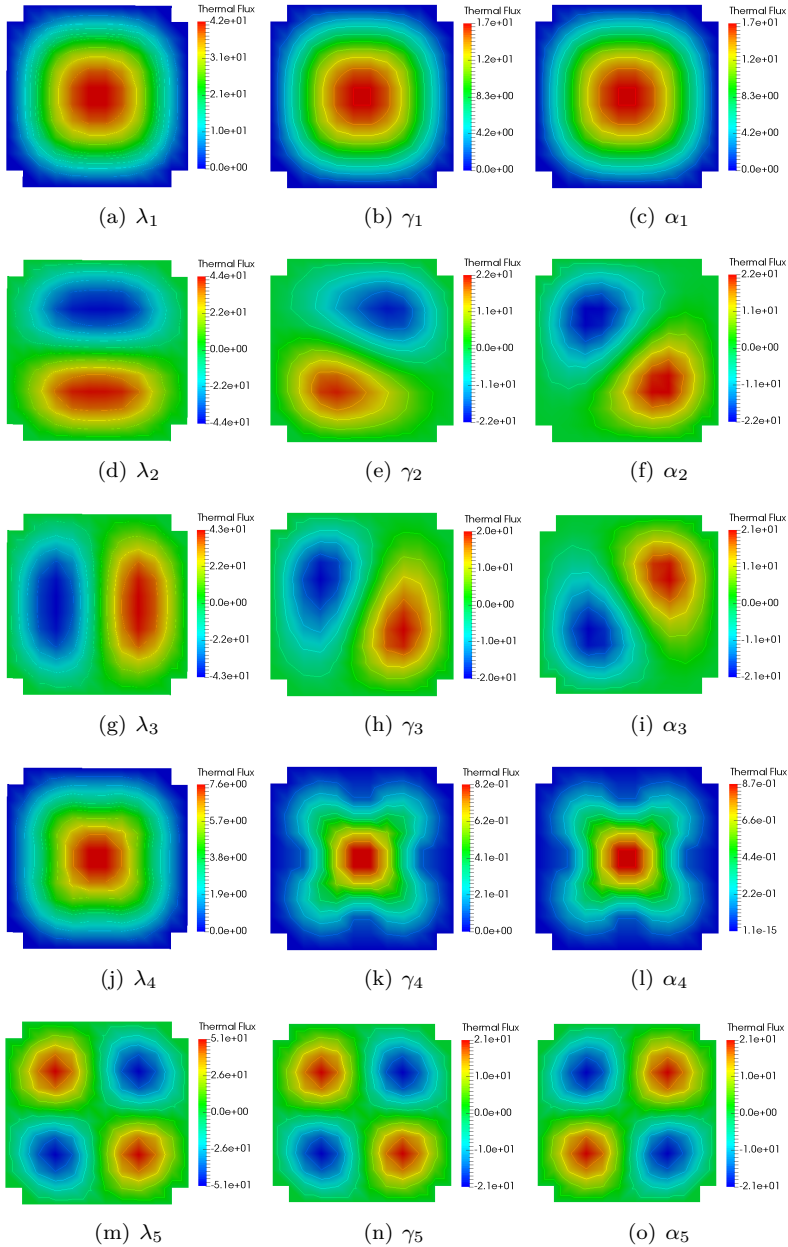 Thermal Flux
4.2e+01
3.1e+01
2.1e+01
1.0e+01
0.0e+00
(a) λ1
Thermal Flux
1.7e+01
1.2e+01
8.3e+00
4.2e+00
0.0e+00
(b) γ1
Thermal Flux
1.7e+01
1.2e+01
8.3e+00
4.2e+00
0.0e+00
(c) α1
Thermal Flux
4.4e+01
2.2e+01
0.0e+00
-2.2e+01
-4.4e+01
(d) λ2
Thermal Flux
2.2e+01
1.1e+01
0.0e+00
-1.1e+01
-2.2e+01
(e) γ2
Thermal Flux
2.2e+01
1.1e+01
0.0e+00
-1.1e+01
-2.2e+01
(f) α2
Thermal Flux
4.3e+01
2.2e+01
0.0e+00
-2.2e+01
-4.3e+01
(g) λ3
Thermal Flux
2.0e+01
1.0e+01
0.0e+00
-1.0e+01
-2.0e+01
(h) γ3
Thermal Flux
2.1e+01
1.1e+01
0.0e+00
-1.1e+01
-2.1e+01
(i) α3
Thermal Flux
7.6e+00
5.7e+00
3.8e+00
1.9e+00
0.0e+00
(j) λ4
Thermal Flux
8.2e-01
6.2e-01
4.1e-01
2.1e-01
0.0e+00
(k) γ4
Thermal Flux
8.7e-01
6.5e-01
4.4e-01
2.2e-01
1.1e-15
(l) α4
Thermal Flux
5.1e+01
2.6e+01
0.0e+00
-2.6e+01
-5.1e+01
(m) λ5
Thermal Flux
2.1e+01
1.0e+01
0.0e+00
-1.0e+01
-2.1e+01
(n) γ5
Thermal Flux
2.1e+01
1.0e+01
0.0e+00
-1.0e+01
-2.1e+01
(o) α5